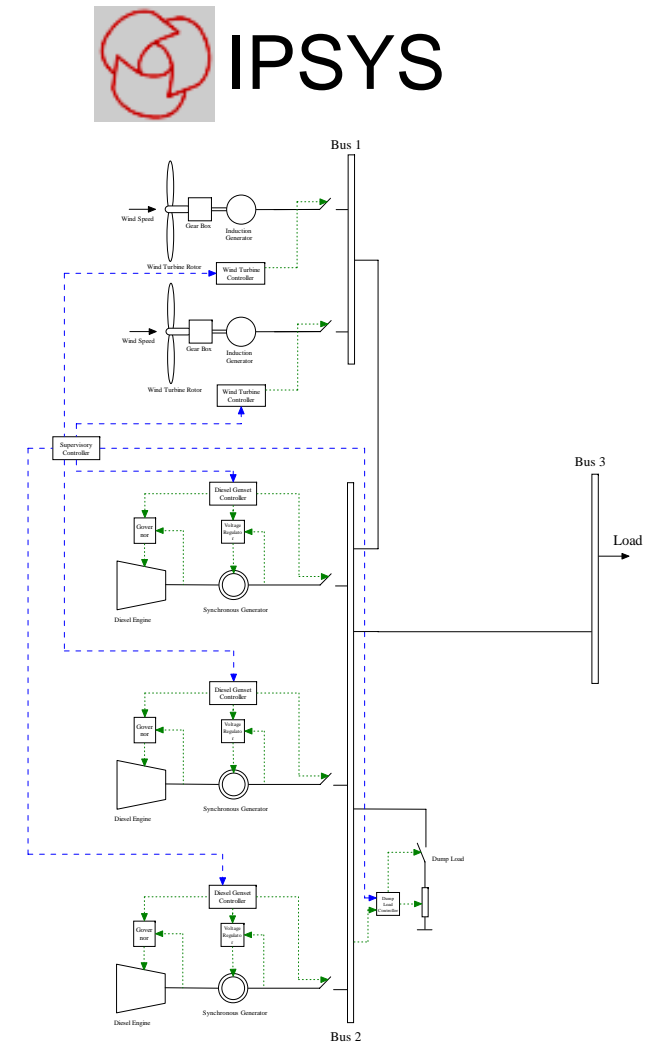 IPSYS
Bus 1
Wind Speed
Gear Box
Induction
Generator
Wind Turbine Rotor
Wind Turbine
Controller
Wind Speed
Gear Box
Induction
Generator
Wind Turbine Rotor
Wind Turbine
Controller
Supervisory
Controller
Bus 3
Load
Diesel Genset
Controller
Gover
nor
Voltage
Regulato
r
Synchronous Generator
Diesel Engine
Diesel Genset
Controller
Gover
nor
Voltage
Regulato
r
Synchronous Generator
Diesel Engine
Dump Load
Diesel Genset
Controller
Dump
Load
Controller
Gover
nor
Voltage
Regulato
r
Synchronous Generator
Diesel Engine
Bus 2